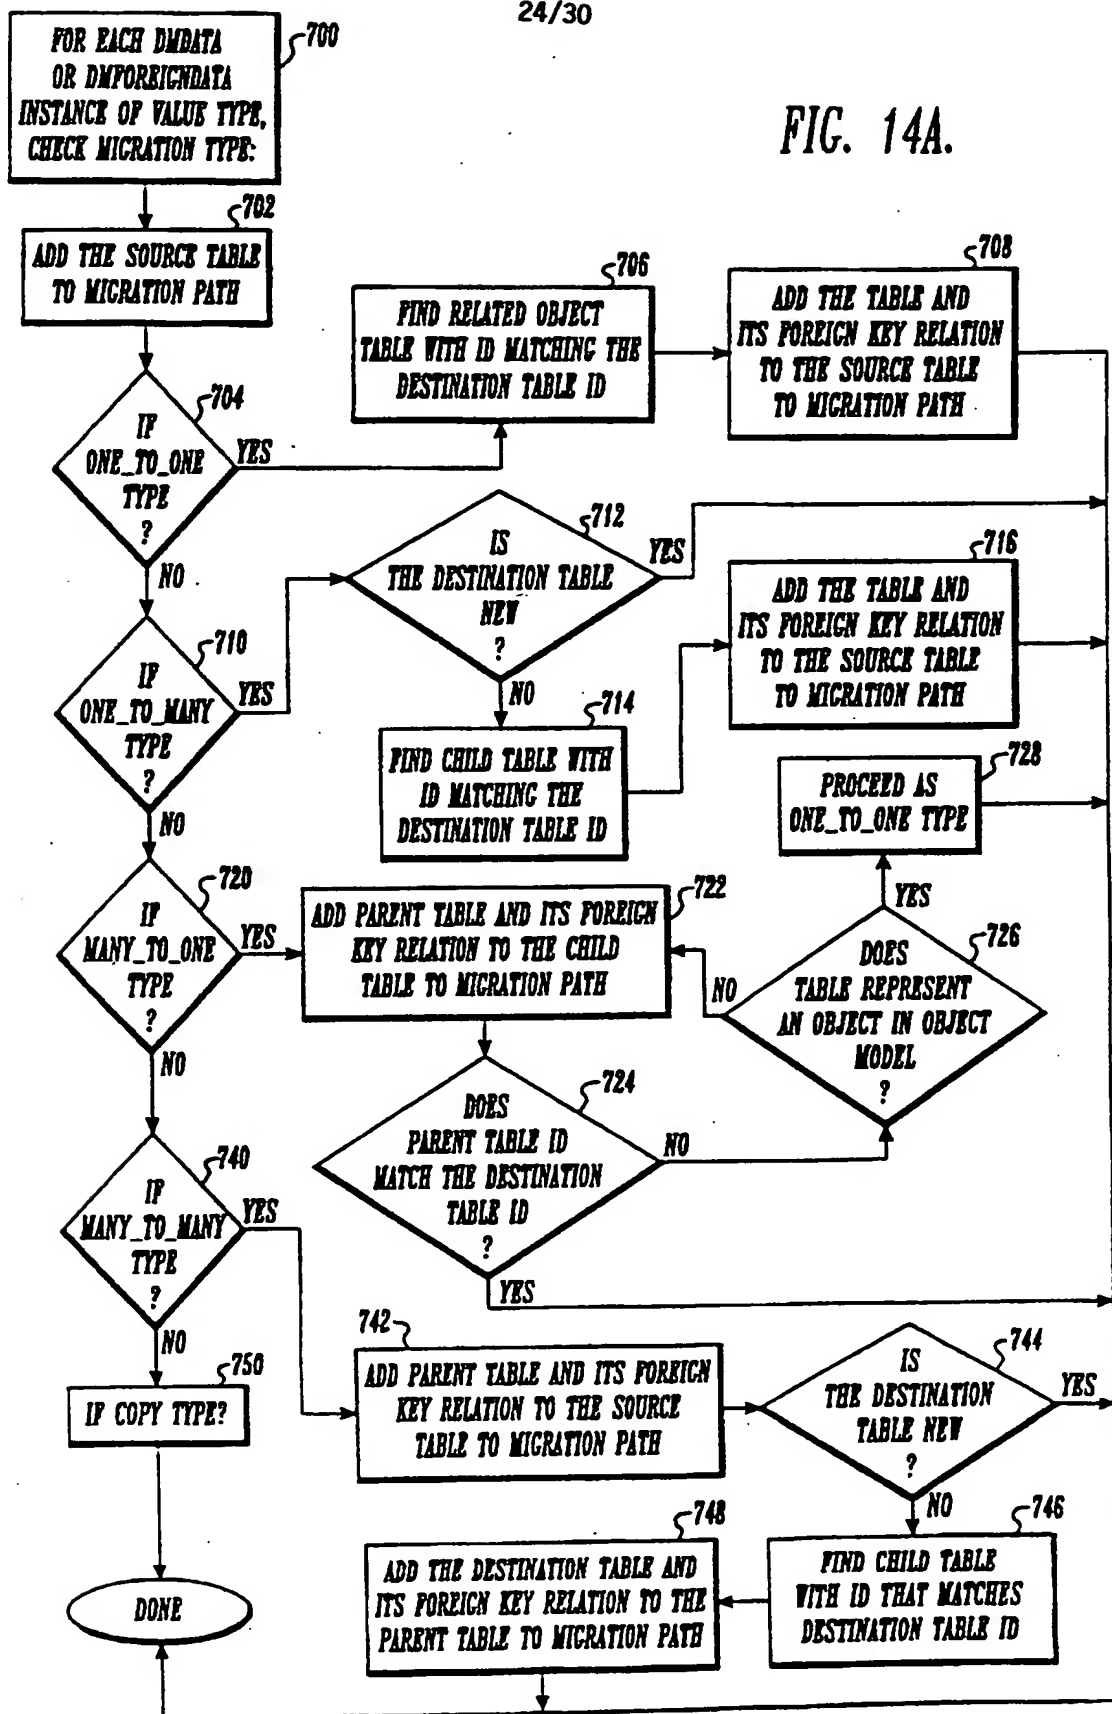 24/30
FIG. 14A.
FOR EACH DMDATA
OR DMFOREIGNDATA
INSTANCE OF VALUE TYPE,
CHECK MIGRATION TYPE:
700
702
ADD THE SOURCE TABLE
TO MIGRATION PATH
704
IF
ONE_TO_ONE
TYPE
?
YES
NO
706
FIND RELATED OBJECT
TABLE WITH ID MATCHING THE
DESTINATION TABLE ID
708
ADD THE TABLE AND
ITS FOREIGN KEY RELATION
TO THE SOURCE TABLE
TO MIGRATION PATH
710
IF
ONE_TO_MANY
TYPE
?
YES
NO
712
IS
THE DESTINATION TABLE
NEW
?
YES
NO
714
FIND CHILD TABLE WITH
ID MATCHING THE
DESTINATION TABLE ID
716
ADD THE TABLE AND
ITS FOREIGN KEY RELATION
TO THE SOURCE TABLE
TO MIGRATION PATH
728
PROCEED AS
ONE_TO_ONE TYPE
720
IF
MANY_TO_ONE
TYPE
?
YES
NO
722
ADD PARENT TABLE AND ITS FOREIGN
KEY RELATION TO THE CHILD
TABLE TO MIGRATION PATH
726
DOES
TABLE REPRESENT
AN OBJECT IN OBJECT
MODEL
?
YES
NO
724
DOES
PARENT TABLE ID
MATCH THE DESTINATION
TABLE ID
?
NO
YES
740
IF
MANY_TO_MANY
TYPE
?
YES
NO
742
ADD PARENT TABLE AND ITS FOREIGN
KEY RELATION TO THE SOURCE
TABLE TO MIGRATION PATH
744
IS
THE DESTINATION
TABLE NEW
?
YES
NO
750
IF COPY TYPE?
746
FIND CHILD TABLE
WITH ID THAT MATCHES
DESTINATION TABLE ID
748
ADD THE DESTINATION TABLE AND
ITS FOREIGN KEY RELATION TO THE
PARENT TABLE TO MIGRATION PATH
DONE